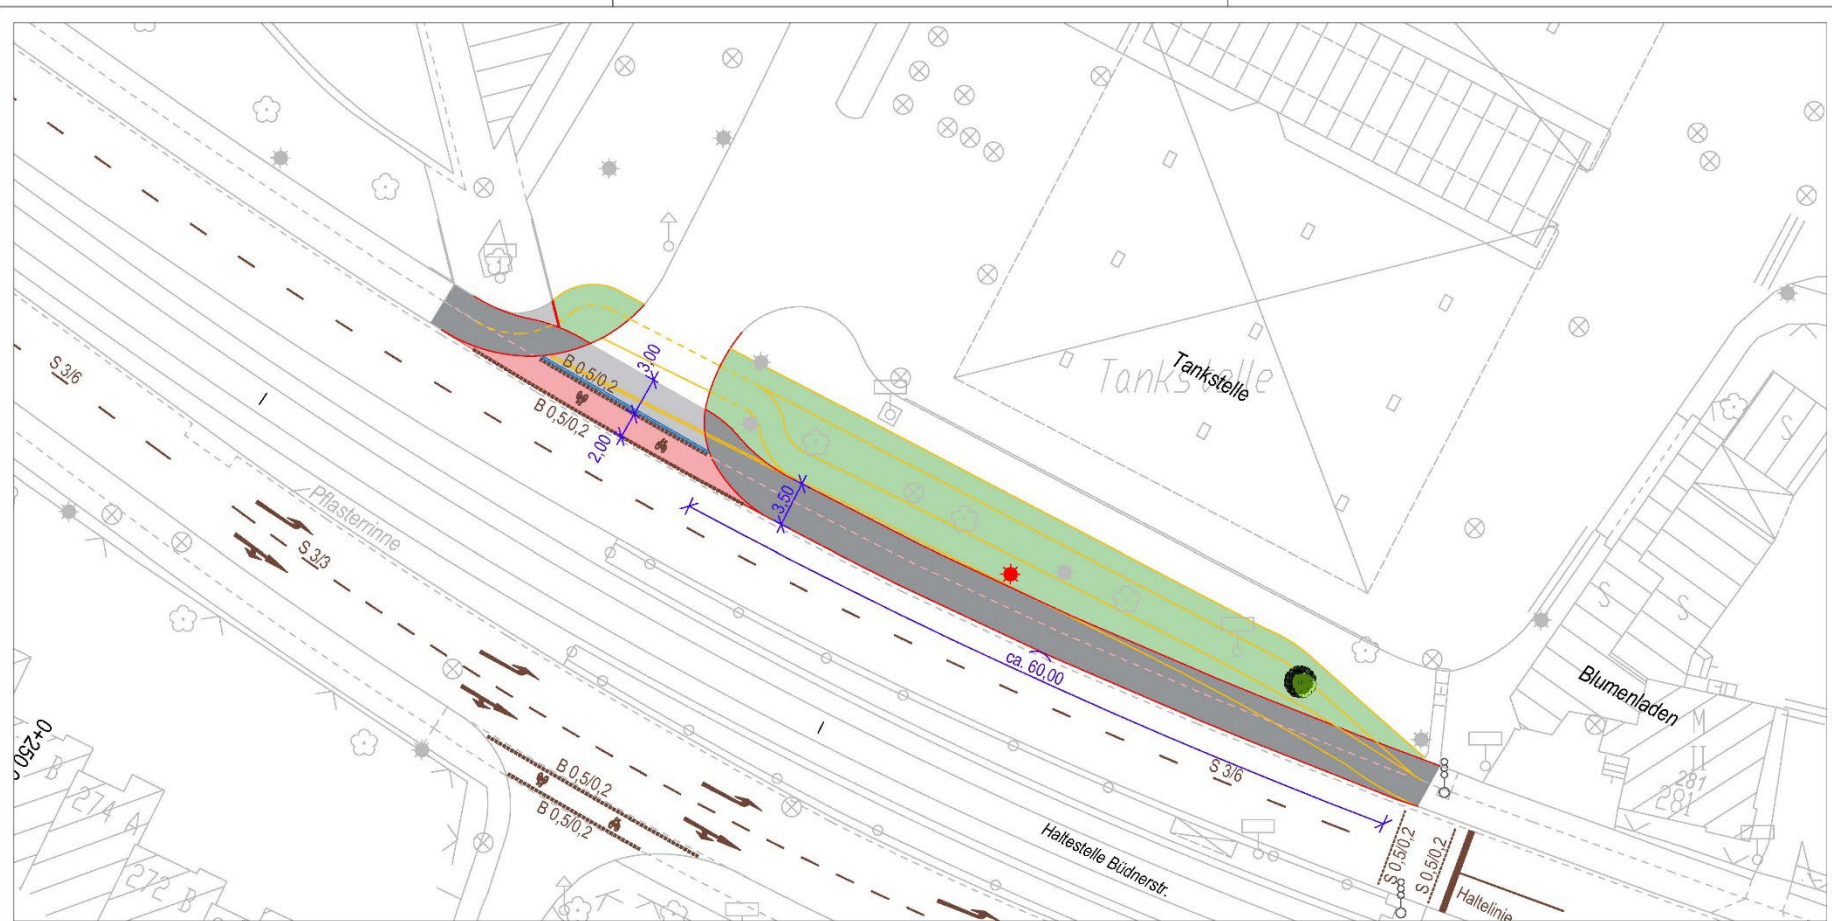 Tankstelle
Tankstelle
B 0,5/0,2
3,00
B 0,5/0,2
2,00
3,50
S 3/6
Pflasterrinne
S 3/3
ca. 60,00
S 3/6
Blumenladen
M
H
281
281
S
S
S
I
I
0+250,0
B
274 A
272 B
B 0,5/0,2
B 0,5/0,2
Haltestelle Büdnerstr.
S 0,5/0,2
S 0,5/0,2
Haltelinie